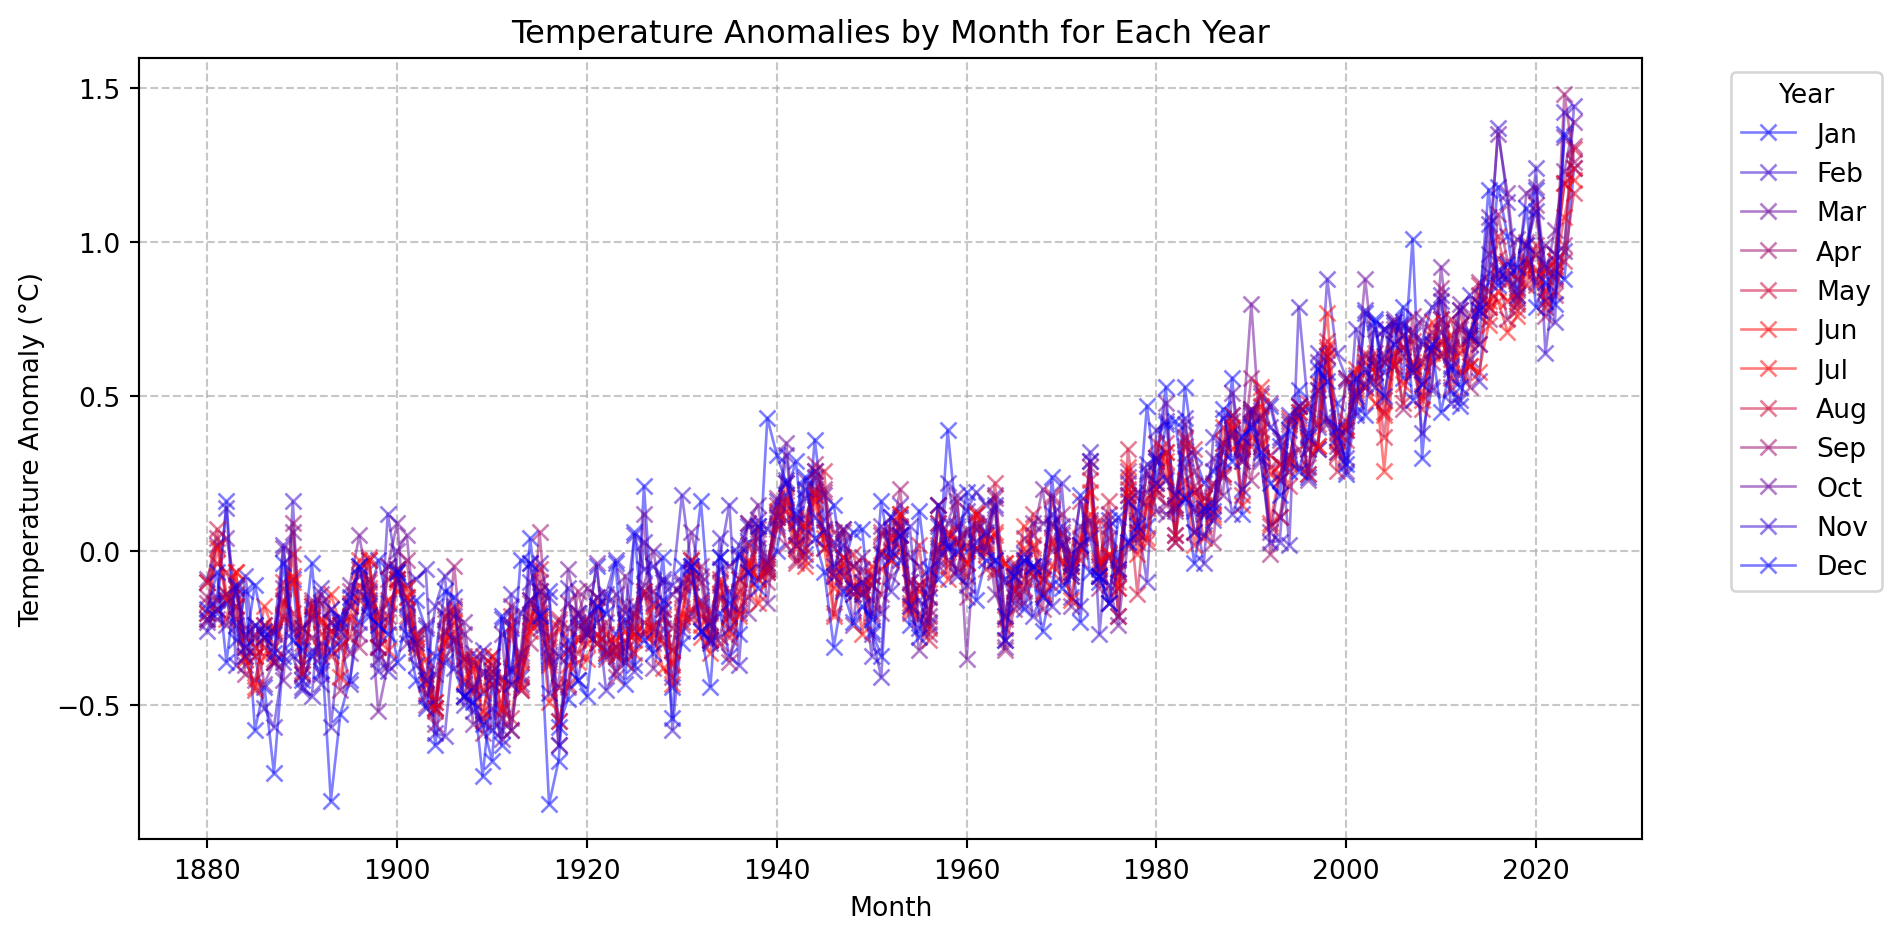 Temperature Anomalies by Month for Each Year
Temperature Anomaly (°C)
1.5
1.0
0.5
0.0
−0.5
1880 1900 1920 1940 1960 1980 2000 2020
Month
Year
Jan
Feb
Mar
Apr
May
Jun
Jul
Aug
Sep
Oct
Nov
Dec